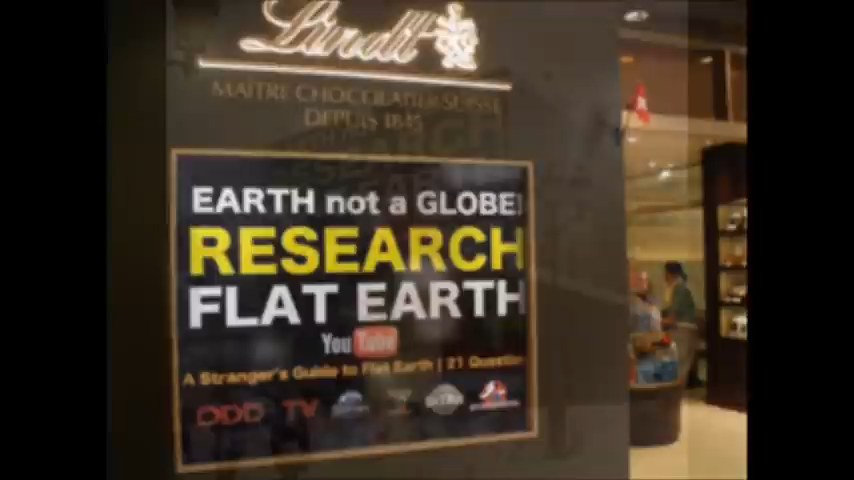 Lindt
MAÎTRE CHOCOLATIER SUISSE
DEPUIS 1845
EARTH not a GLOBE!
RESEARCH
FLAT EARTH
YouTube
A Stranger's Guide to Flat Earth | 21 Question
ODD TV